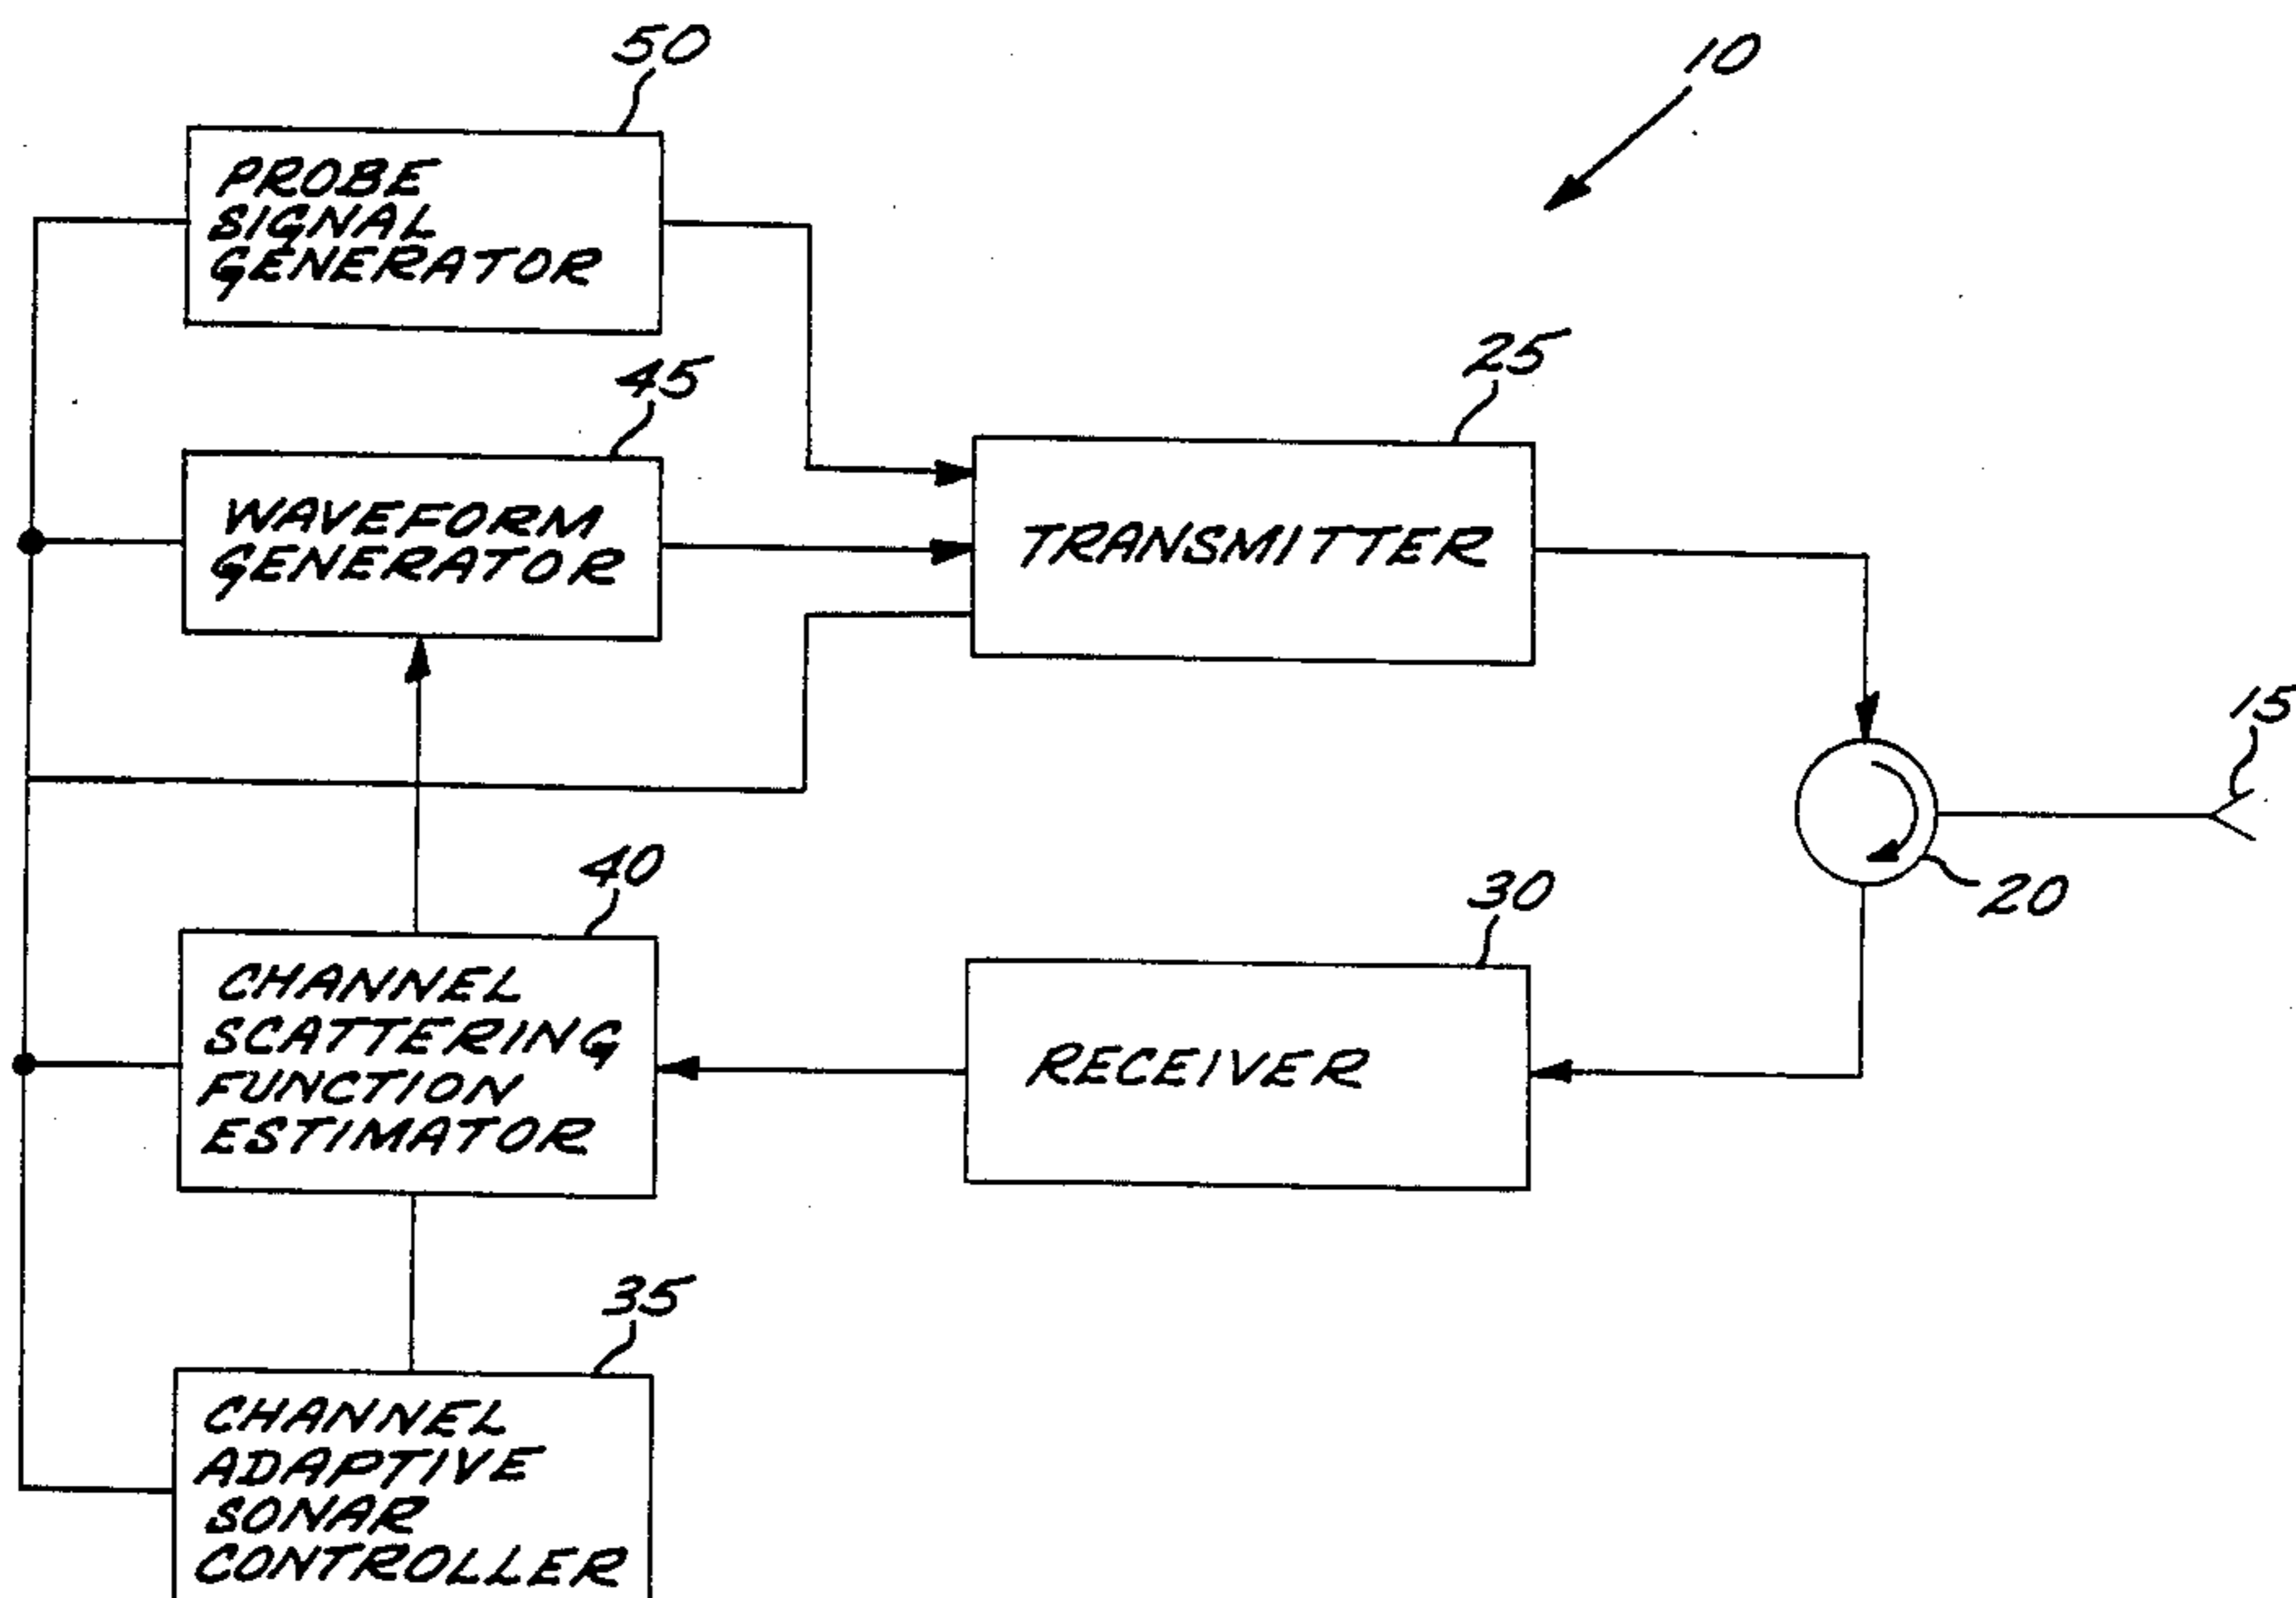 50
10
PROBE
SIGNAL
GENERATOR
45
25
WAVEFORM
GENERATOR
TRANSMITTER
15
20
40
30
CHANNEL
SCATTERING
FUNCTION
ESTIMATOR
RECEIVER
35
CHANNEL
ADAPTIVE
SONAR
CONTROLLER